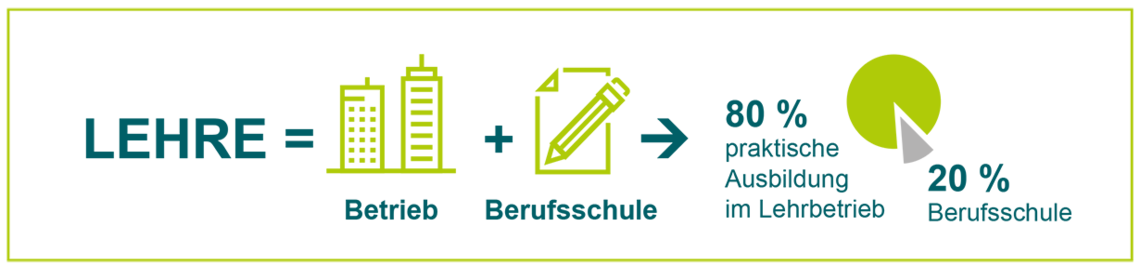 LEHRE = + →
Betrieb
Berufsschule
80 %
praktische
Ausbildung
im Lehrbetrieb
20 %
Berufsschule